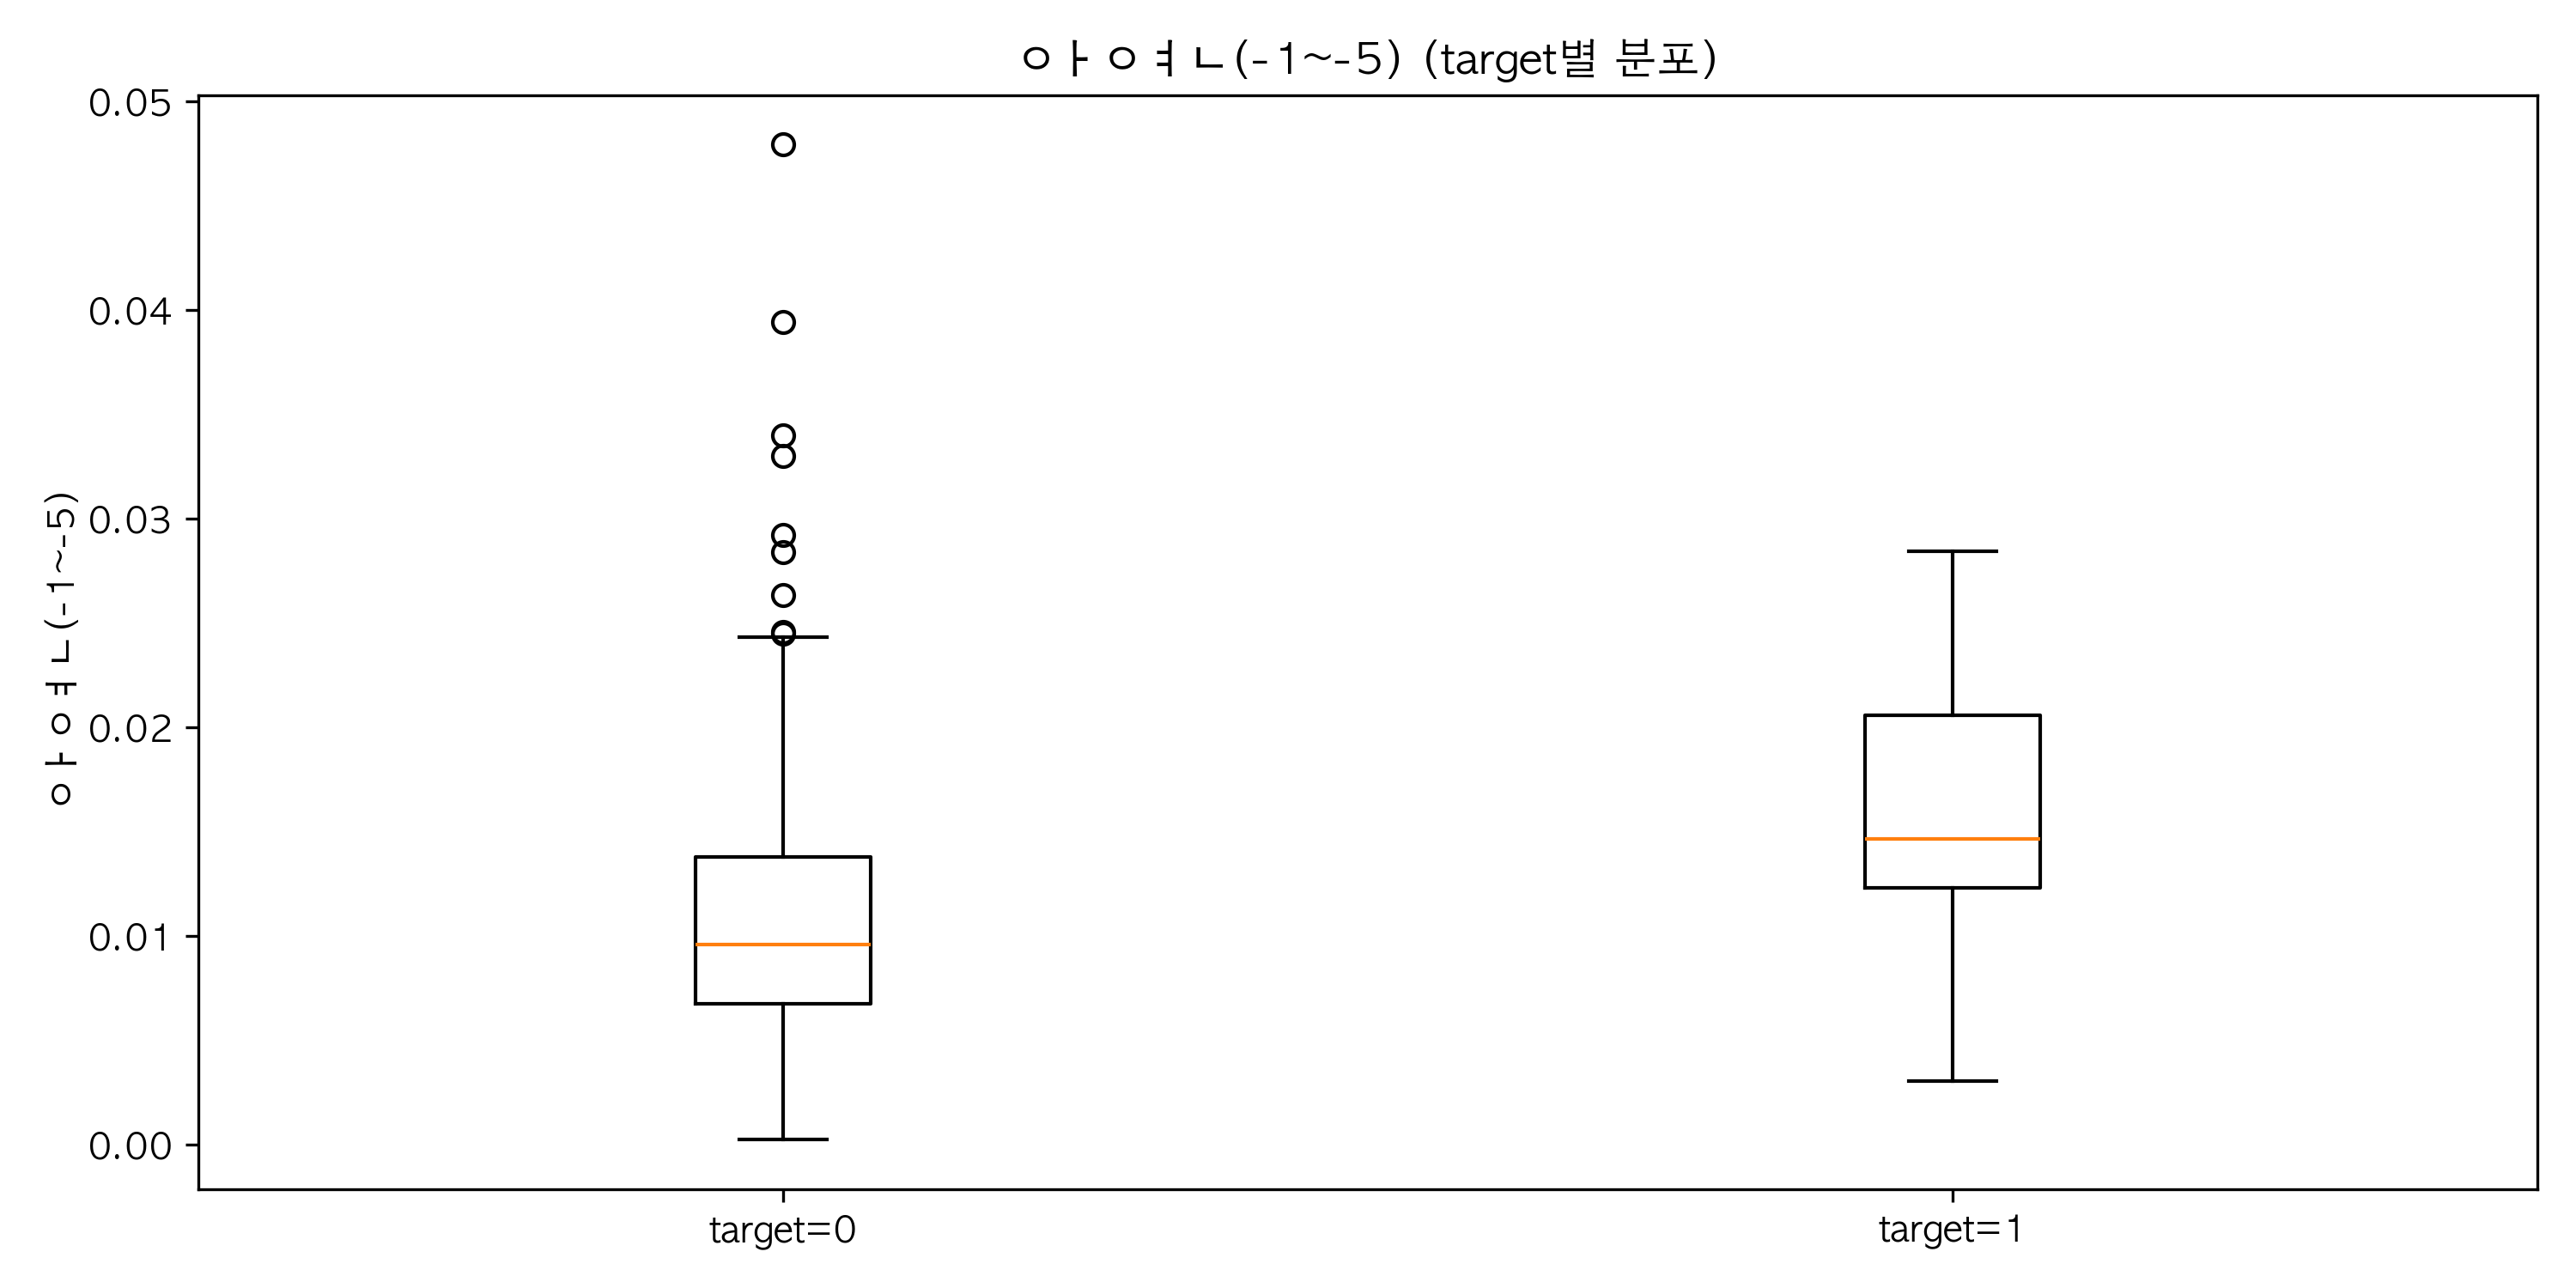 ㅇㅏㅇㅕㄴ(-1~-5) (target별 분포)
ㅇㅏㅇㅕㄴ(-1~-5)
0.05
0.04
0.03
0.02
0.01
0.00
target=0
target=1